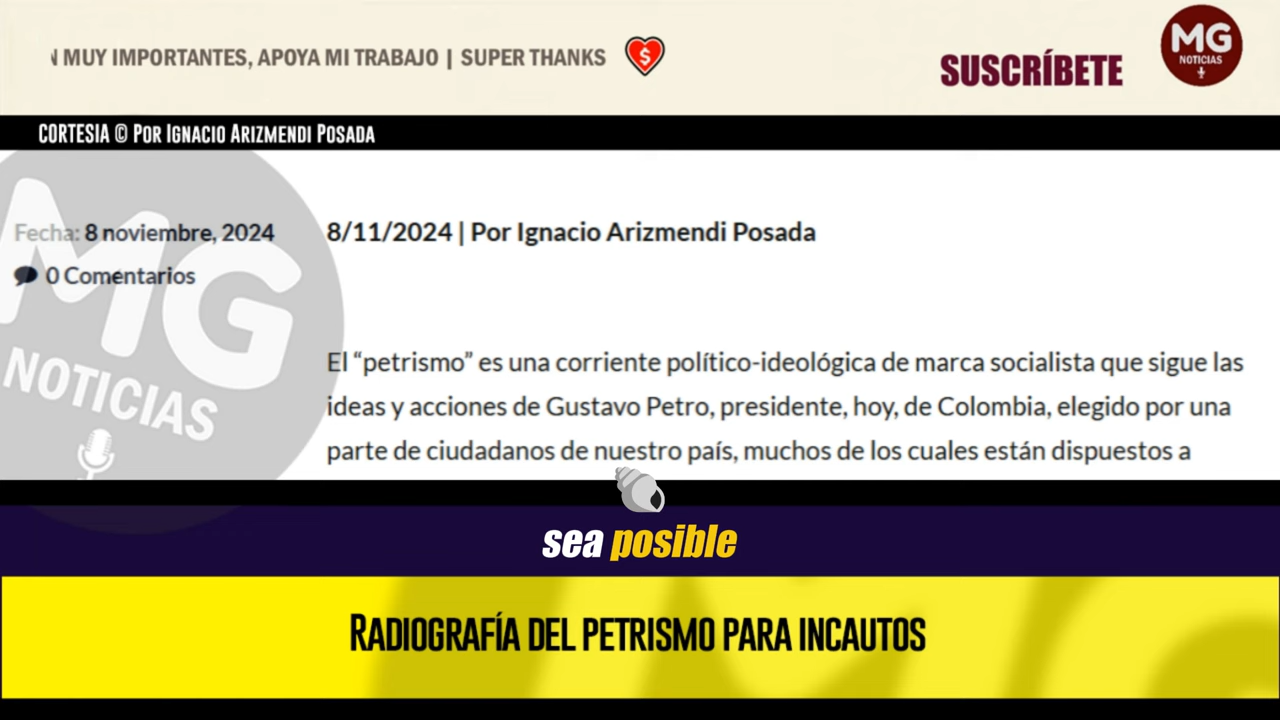 MUY IMPORTANTES, APOYA MI TRABAJO | SUPER THANKS
$
SUSCRÍBETE
MG
NOTICIAS
CORTESIA © POR IGNACIO ARIZMENDI POSADA
Fecha: 8 noviembre, 2024
0 Comentarios
8/11/2024 | Por Ignacio Arizmendi Posada
El “petrismo” es una corriente político-ideológica de marca socialista que sigue las
ideas y acciones de Gustavo Petro, presidente, hoy, de Colombia, elegido por una
parte de ciudadanos de nuestro país, muchos de los cuales están dispuestos a
MG
NOTICIAS
sea posible
RADIOGRAFÍA DEL PETRISMO PARA INCAUTOS